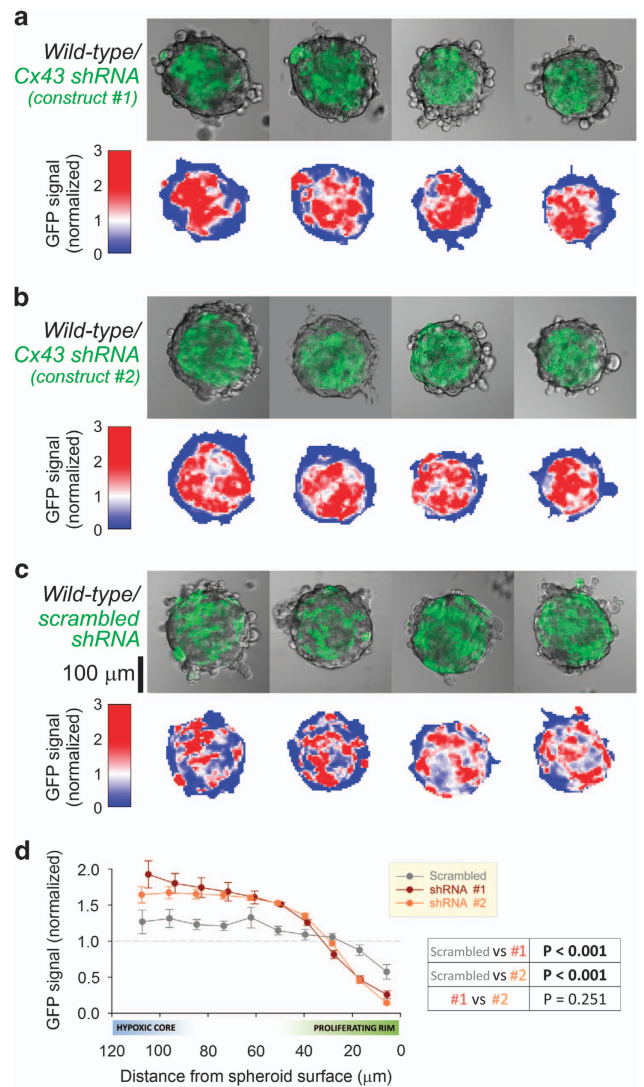 a
Wild-type/
Cx43 shRNA
(construct #1)
GFP signal
(normalized)
3
2
1
0
b
Wild-type/
Cx43 shRNA
(construct #2)
GFP signal
(normalized)
3
2
1
0
c
Wild-type/
scrambled
shRNA
100 μm
GFP signal
(normalized)
3
2
1
0
d
GFP signal (normalized)
2.0
1.5
1.0
0.5
0.0
Scrambled
shRNA #1
shRNA #2
HYPOXIC CORE
PROLIFERATING RIM
120 100 80 60 40 20 0
Distance from spheroid surface (μm)
Scrambled vs #1 P < 0.001
Scrambled vs #2 P < 0.001
#1 vs #2 P = 0.251